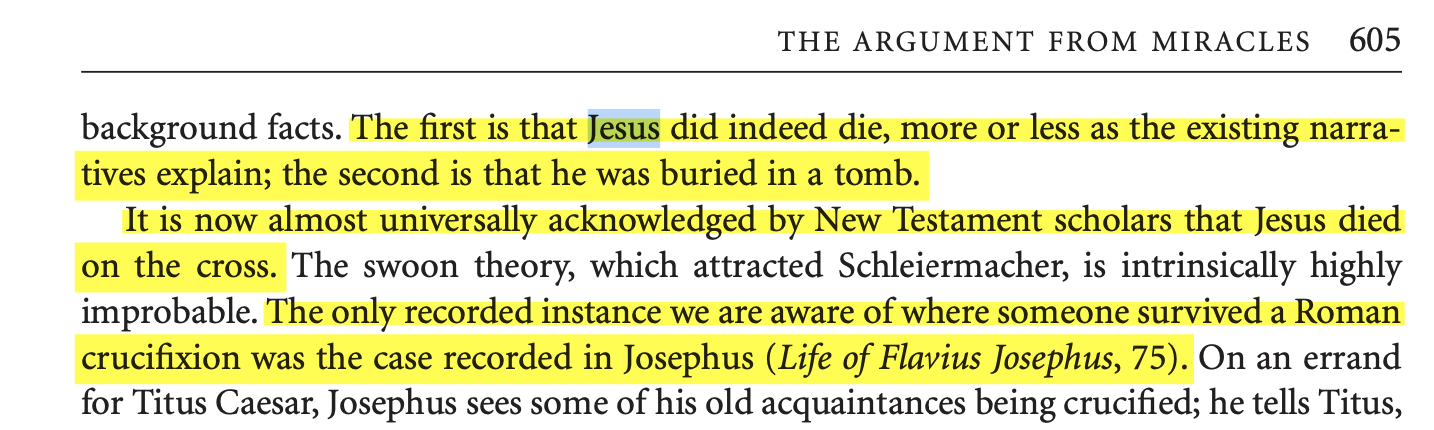 THE ARGUMENT FROM MIRACLES 605
background facts. The first is that Jesus did indeed die, more or less as the existing narra-
tives explain; the second is that he was buried in a tomb.
It is now almost universally acknowledged by New Testament scholars that Jesus died
on the cross. The swoon theory, which attracted Schleiermacher, is intrinsically highly
improbable. The only recorded instance we are aware of where someone survived a Roman
crucifixion was the case recorded in Josephus (Life of Flavius Josephus, 75). On an errand
for Titus Caesar, Josephus sees some of his old acquaintances being crucified; he tells Titus,